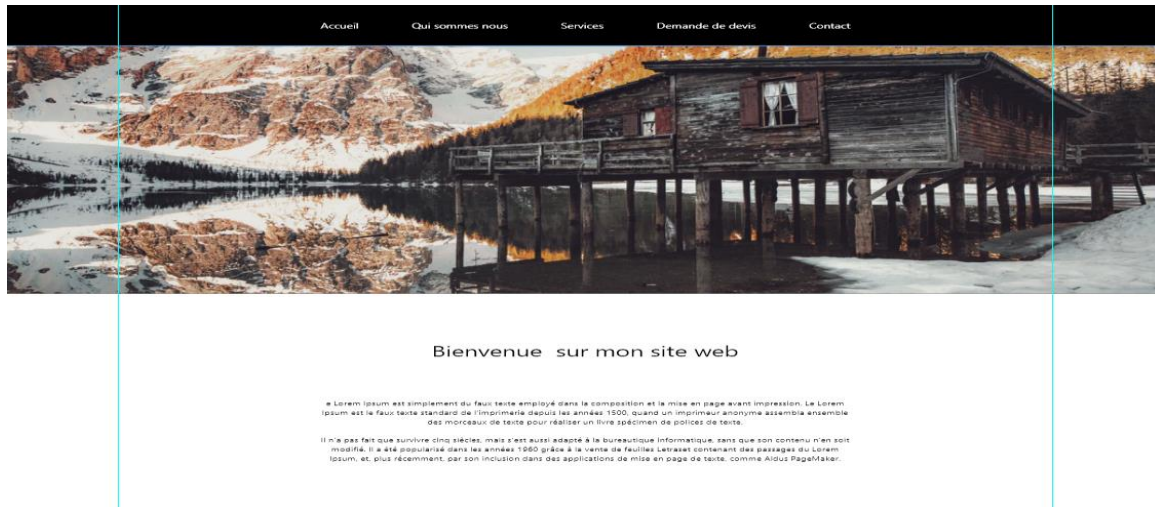 Accueil Qui sommes nous Services Demande de devis Contact
Bienvenue sur mon site web
e Lorem Ipsum est simplement du faux texte employé dans la composition et la mise en page avant impression. Le Lorem
Ipsum est le faux texte standard de l'imprimerie depuis les années 1500, quand un imprimeur anonyme assembla ensemble
des morceaux de texte pour réaliser un livre spécimen de polices de texte.
Il n'a pas fait que survivre cinq siècles, mais s'est aussi adapté à la bureautique informatique, sans que son contenu n'en soit
modifié. Il a été popularisé dans les années 1960 grâce à la vente de feuilles Letraset contenant des passages du Lorem
Ipsum, et, plus récemment, par son inclusion dans des applications de mise en page de texte, comme Aldus PageMaker.